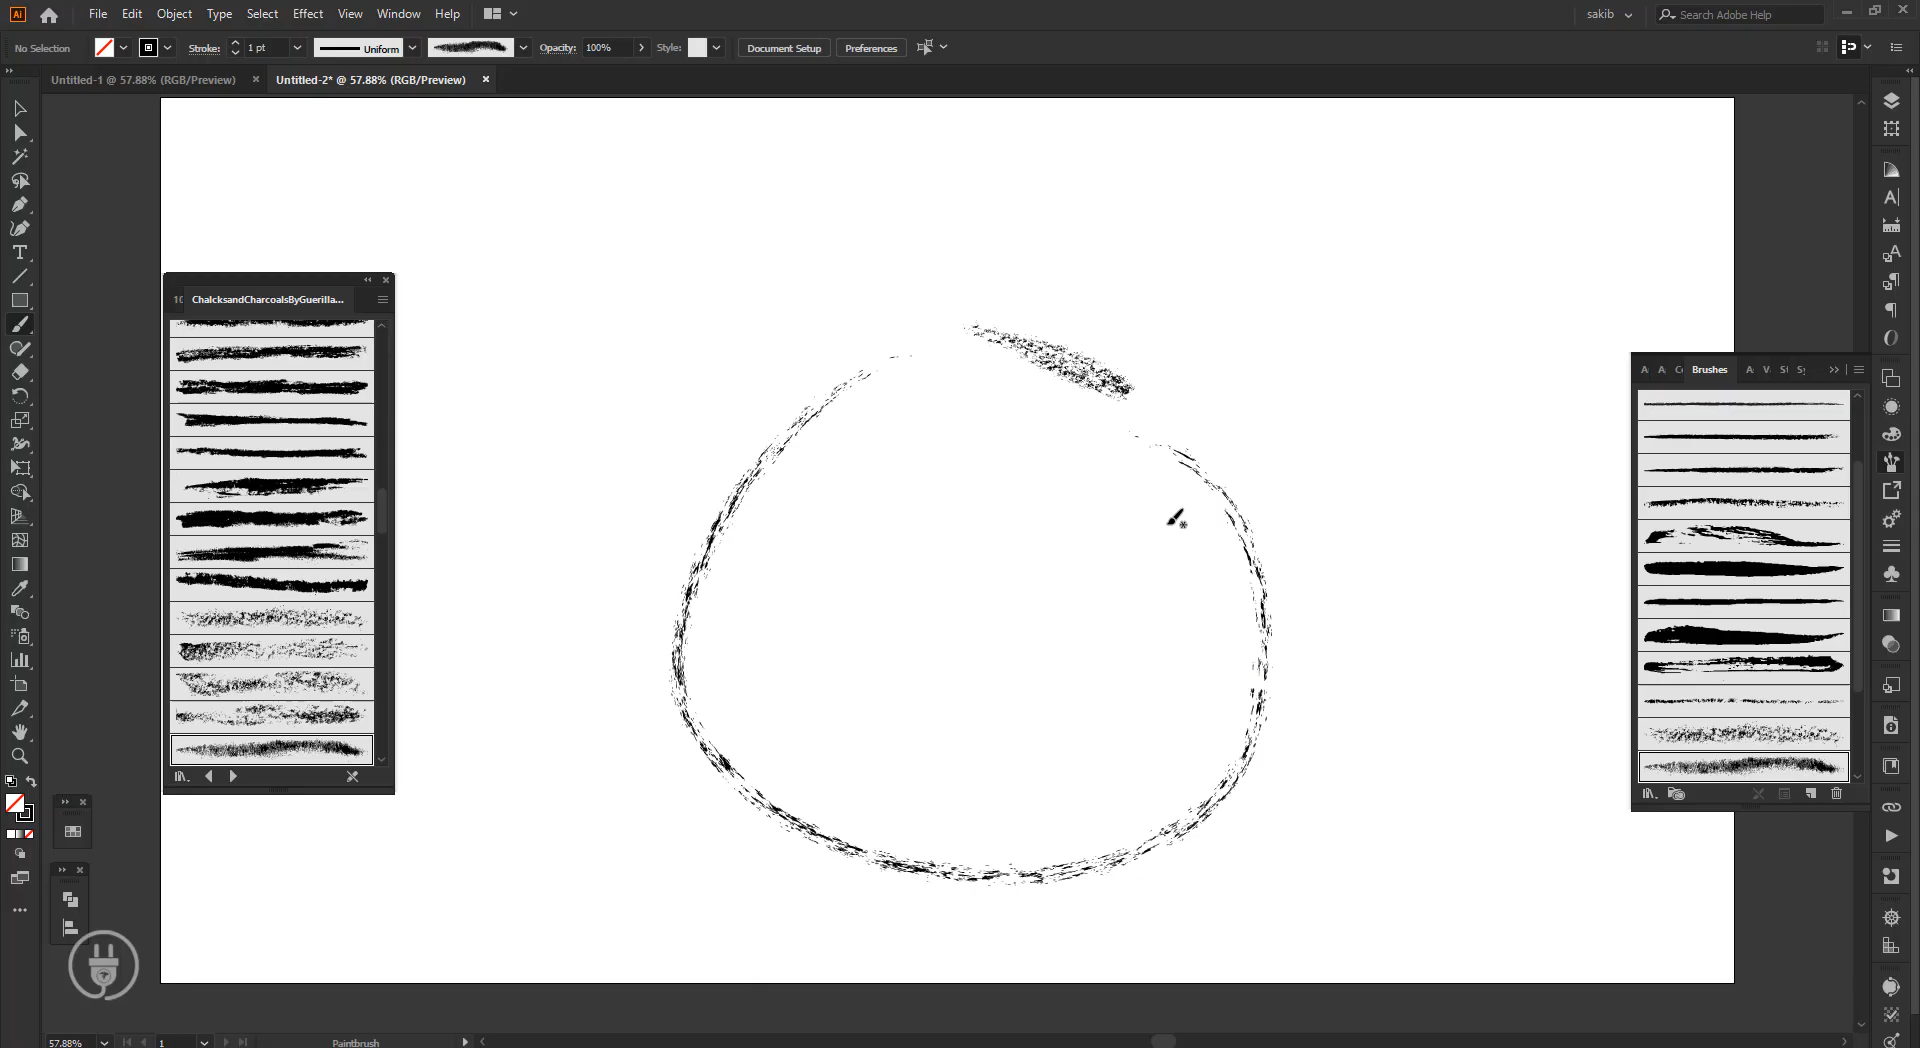 Ai File Edit Object Type Select Effect View Window Help sakib Search Adobe Help
No Selection Stroke: 1 pt Uniform Opacity: 100% Style: Document Setup Preferences
Untitled-1 @ 57.88% (RGB/Preview) Untitled-2* @ 57.88% (RGB/Preview)
ChalcksandCharcoalsByGuerilla...
Brushes
57.88% 1 Paintbrush